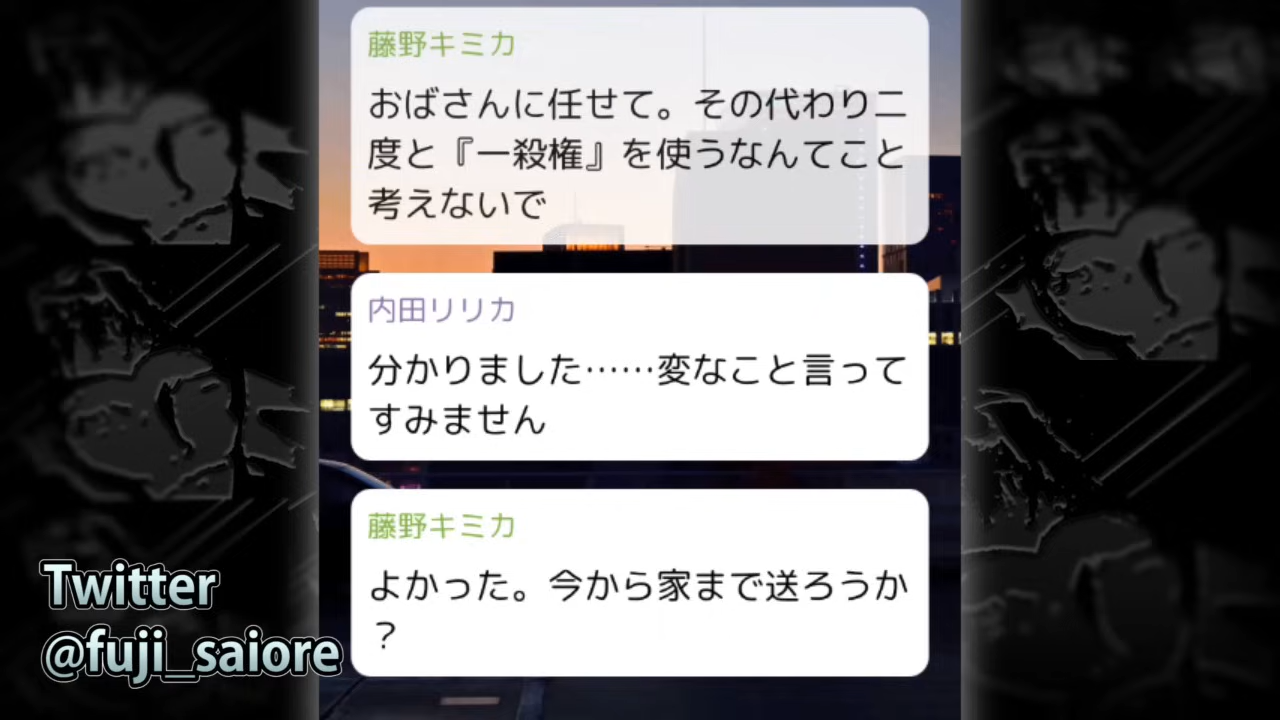 藤野キミカ
おばさんに任せて。その代わり二
度と『一殺権』を使うなんてこと
考えないで
内田リリカ
分かりました……変なこと言って
すみません
藤野キミカ
よかった。今から家まで送ろうか
？
Twitter
@fuji_saiore